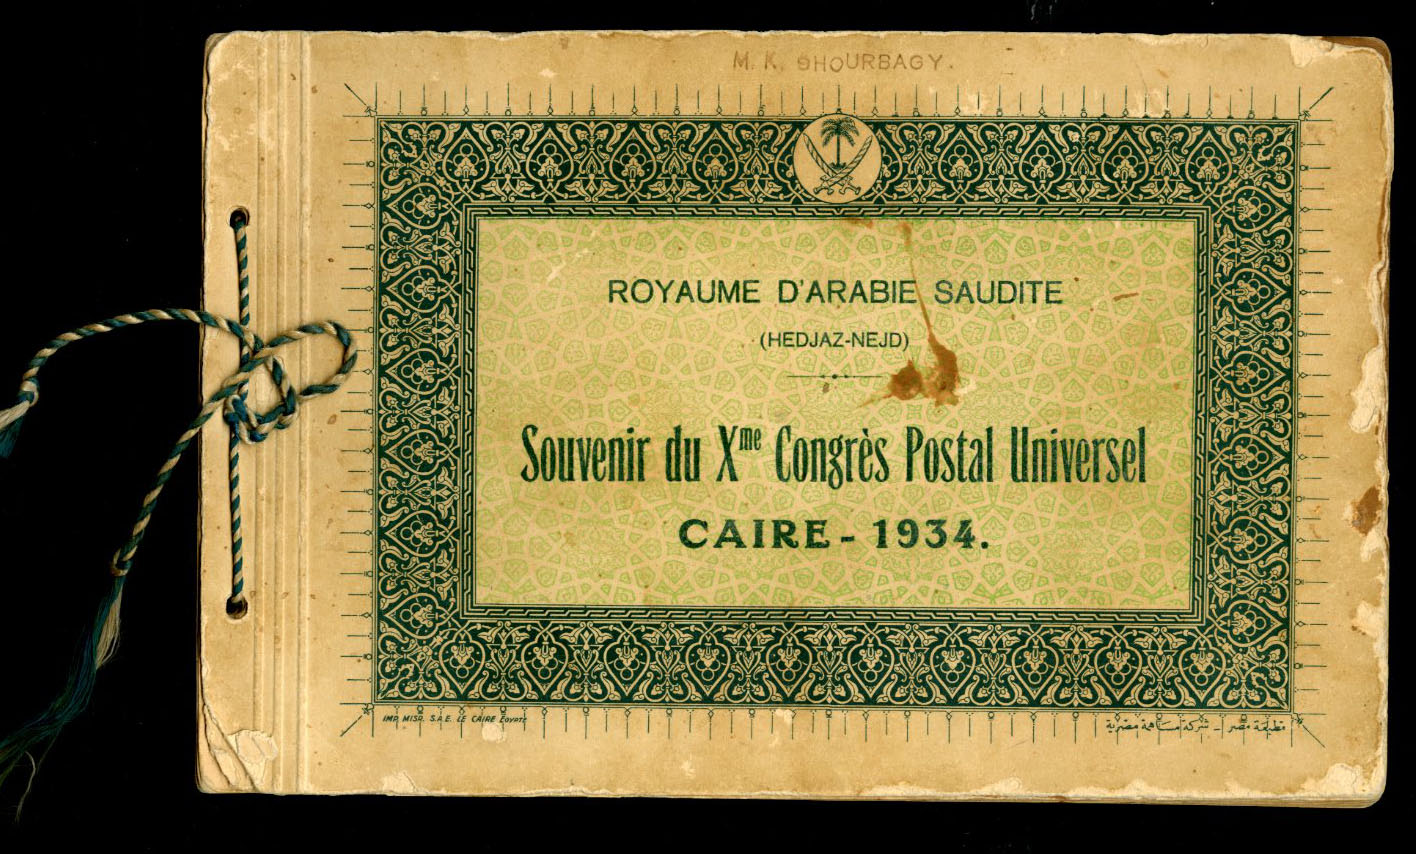 M. K. SHOURBAGY.
ROYAUME D'ARABIE SAUDITE
(HEDJAZ-NEJD)
Souvenir du Xme Congrès Postal Universel
CAIRE - 1934.
IMP. MISR. S.A.E. LE CAIRE EGYPTE
مطبعة مصر - شركة مساهمة مصرية